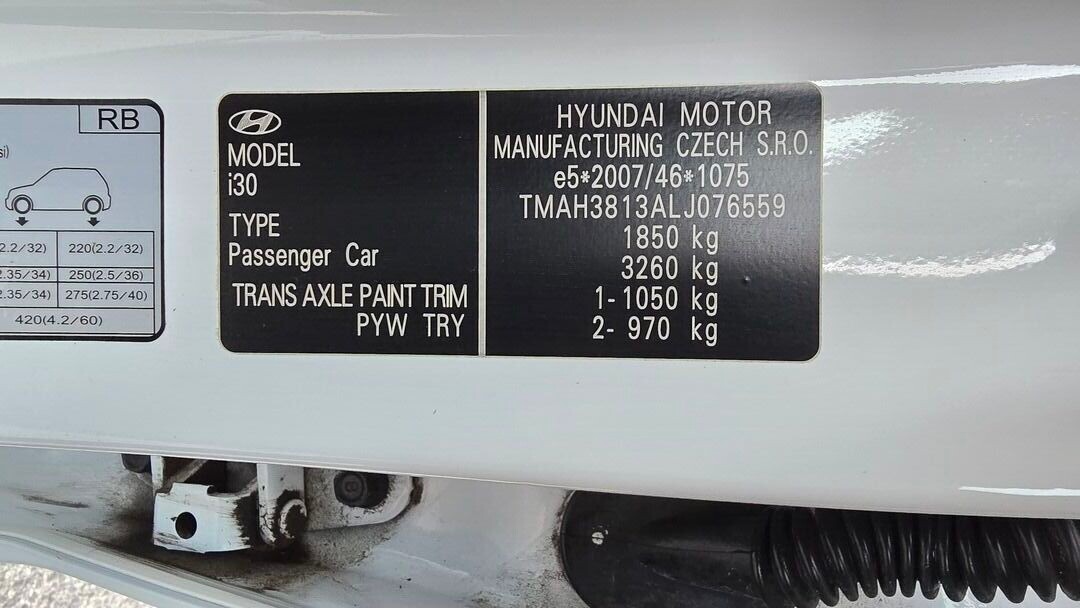 RB
si)
2.2/32) 220(2.2/32)
2.35/34) 250(2.5/36)
2.35/34) 275(2.75/40)
420(4.2/60)
MODEL
i30
TYPE
Passenger Car
TRANS AXLE PAINT TRIM
PYW TRY
HYUNDAI MOTOR
MANUFACTURING CZECH S.R.O.
e5*2007/46*1075
TMAH3813ALJ076559
1850 kg
3260 kg
1-1050 kg
2- 970 kg